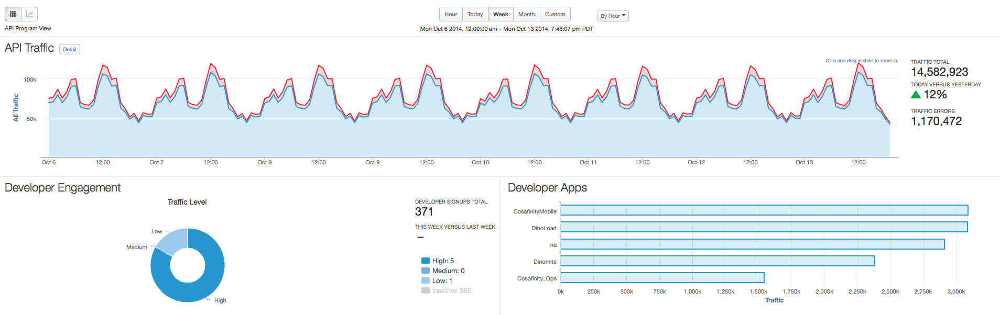 Hour Today Week Month Custom By Hour
API Program View
Mon Oct 6 2014, 12:00:00 am – Mon Oct 13 2014, 7:48:07 pm PDT
API Traffic Detail
Click and drag in chart to zoom in.
All Traffic
100k
50k
Oct 6 12:00 Oct 7 12:00 Oct 8 12:00 Oct 9 12:00 Oct 10 12:00 Oct 11 12:00 Oct 12 12:00 Oct 13 12:00
TRAFFIC TOTAL
14,582,923
TODAY VERSUS YESTERDAY
12%
TRAFFIC ERRORS
1,170,472
Developer Engagement
Traffic Level
Low
Medium
High
DEVELOPER SIGNUPS TOTAL
371
THIS WEEK VERSUS LAST WEEK
–
High: 5
Medium: 0
Low: 1
Inactive: 365
Developer Apps
CosafinityMobile
DinoLoad
na
Dinomite
Cosafinity_Ops
0k 250k 500k 750k 1,000k 1,250k 1,500k 1,750k 2,000k 2,250k 2,500k 2,750k 3,000k
Traffic